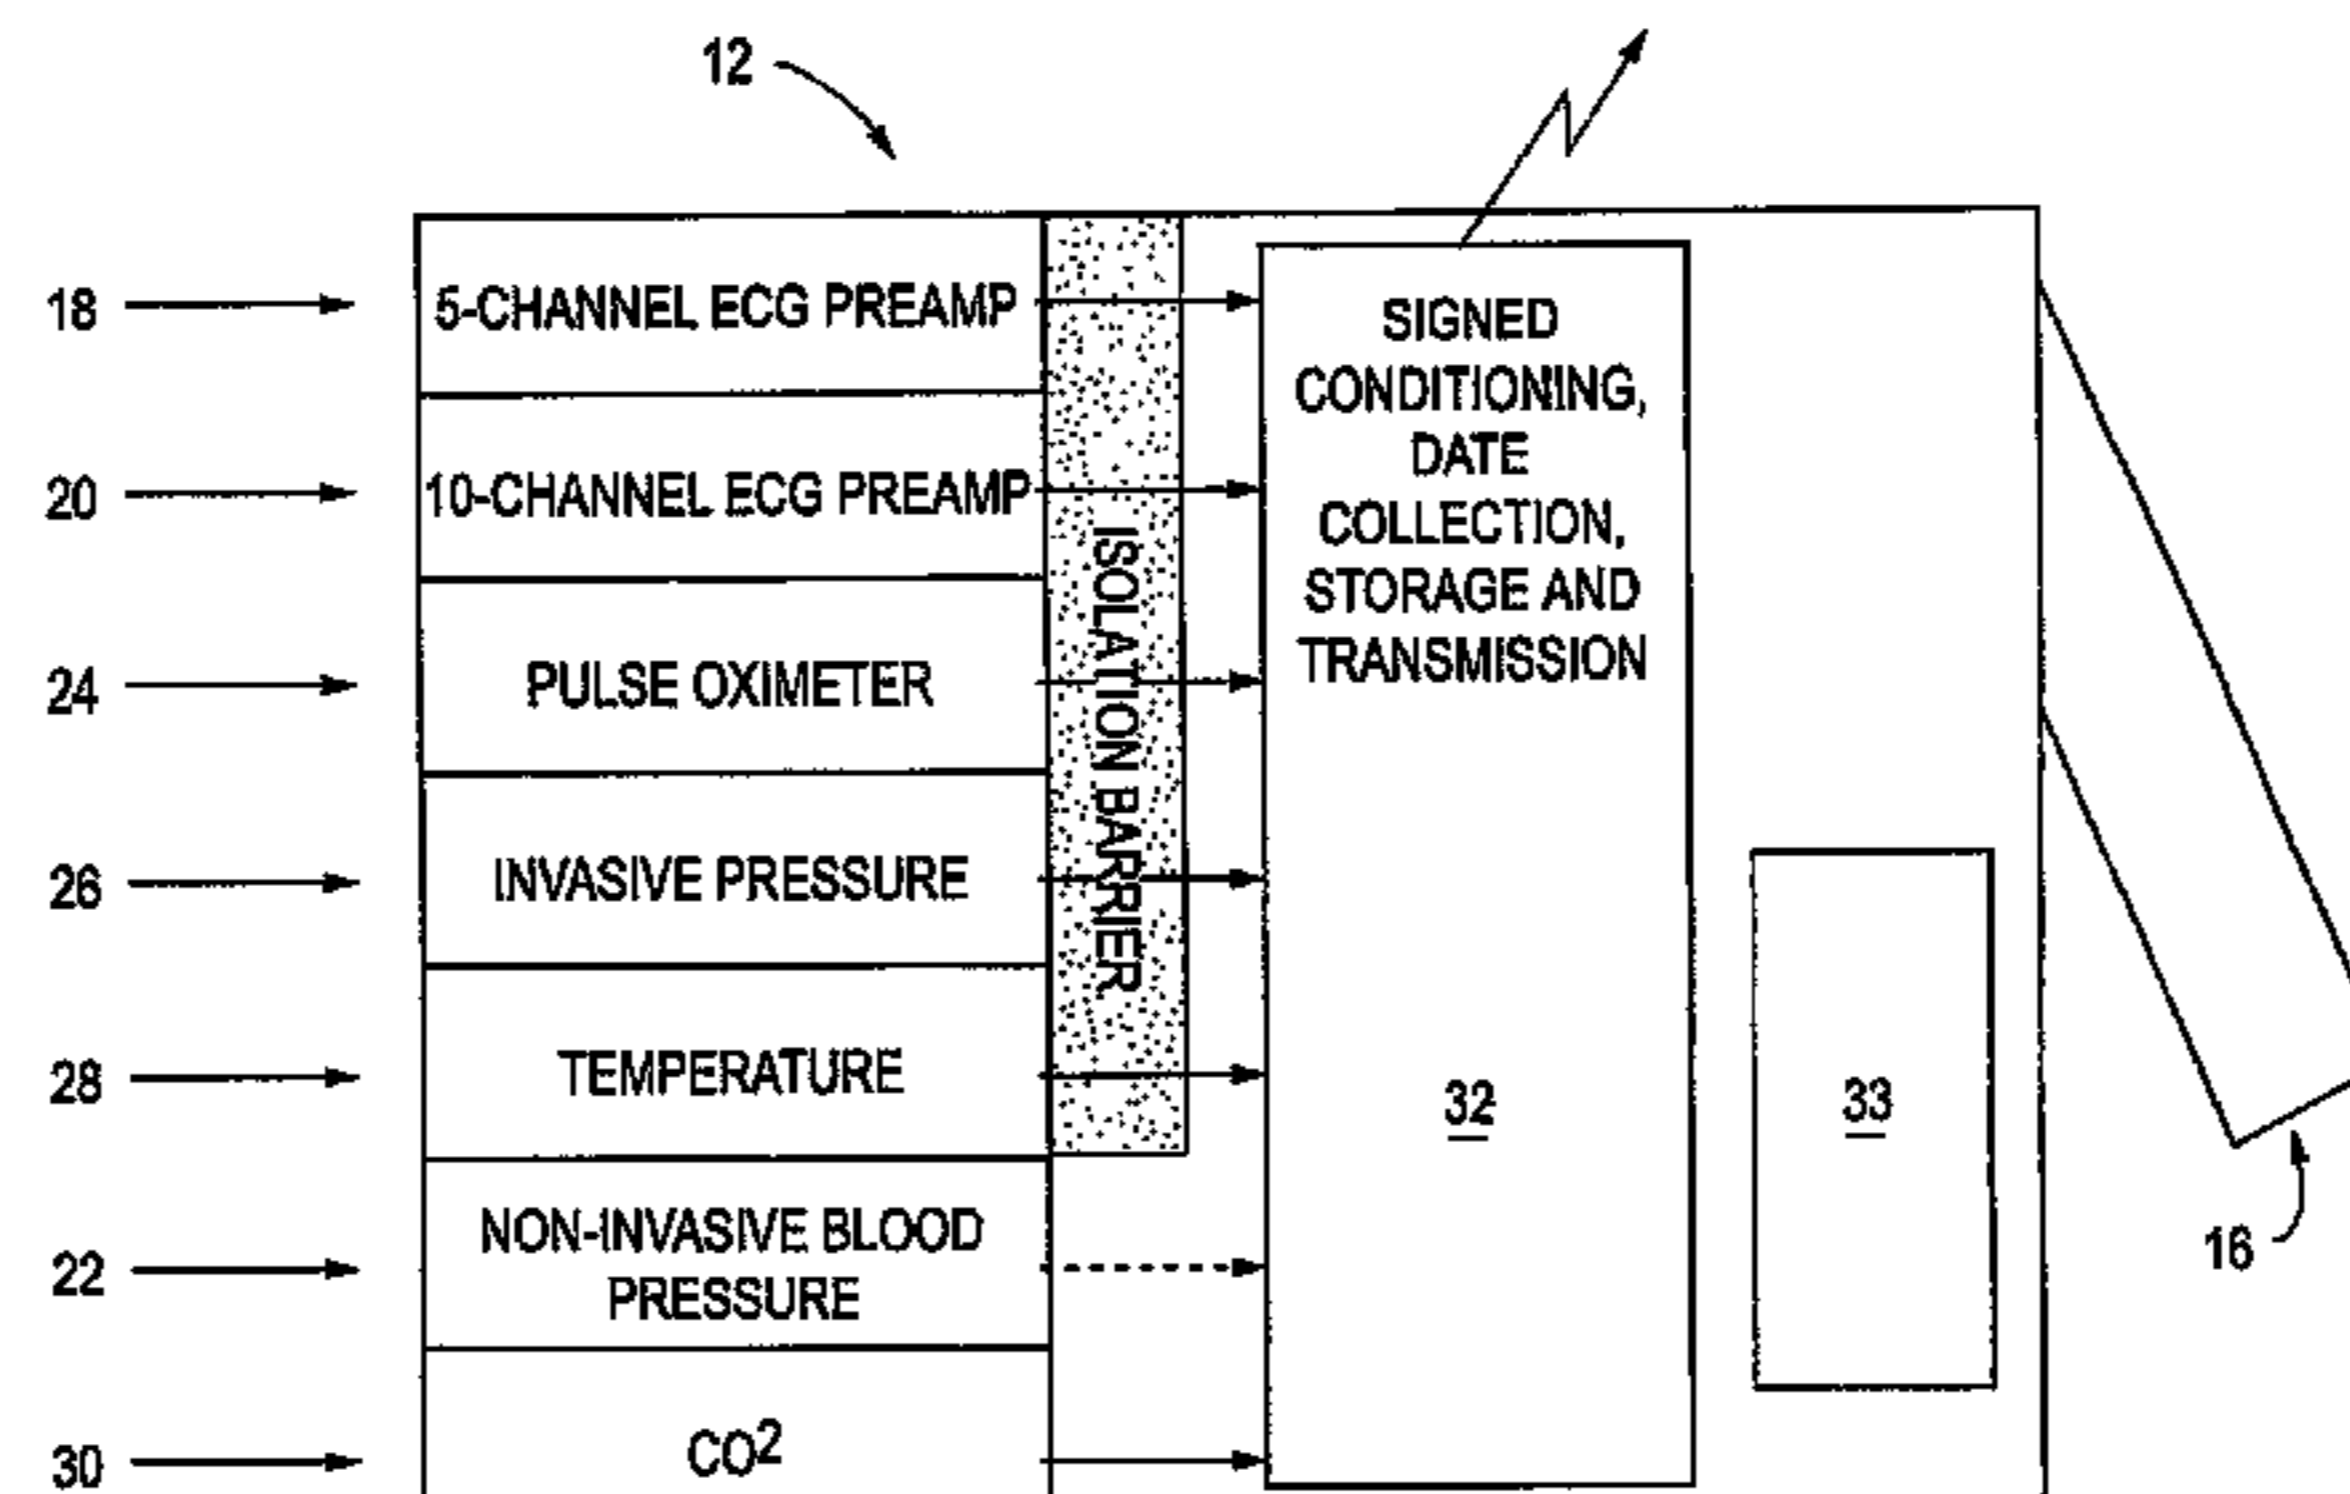 12
18
5-CHANNEL ECG PREAMP
20
10-CHANNEL ECG PREAMP
24
PULSE OXIMETER
26
INVASIVE PRESSURE
28
TEMPERATURE
22
NON-INVASIVE BLOOD
PRESSURE
30
CO2
ISOLATION BARRIER
SIGNED
CONDITIONING,
DATE
COLLECTION,
STORAGE AND
TRANSMISSION
32
33
16